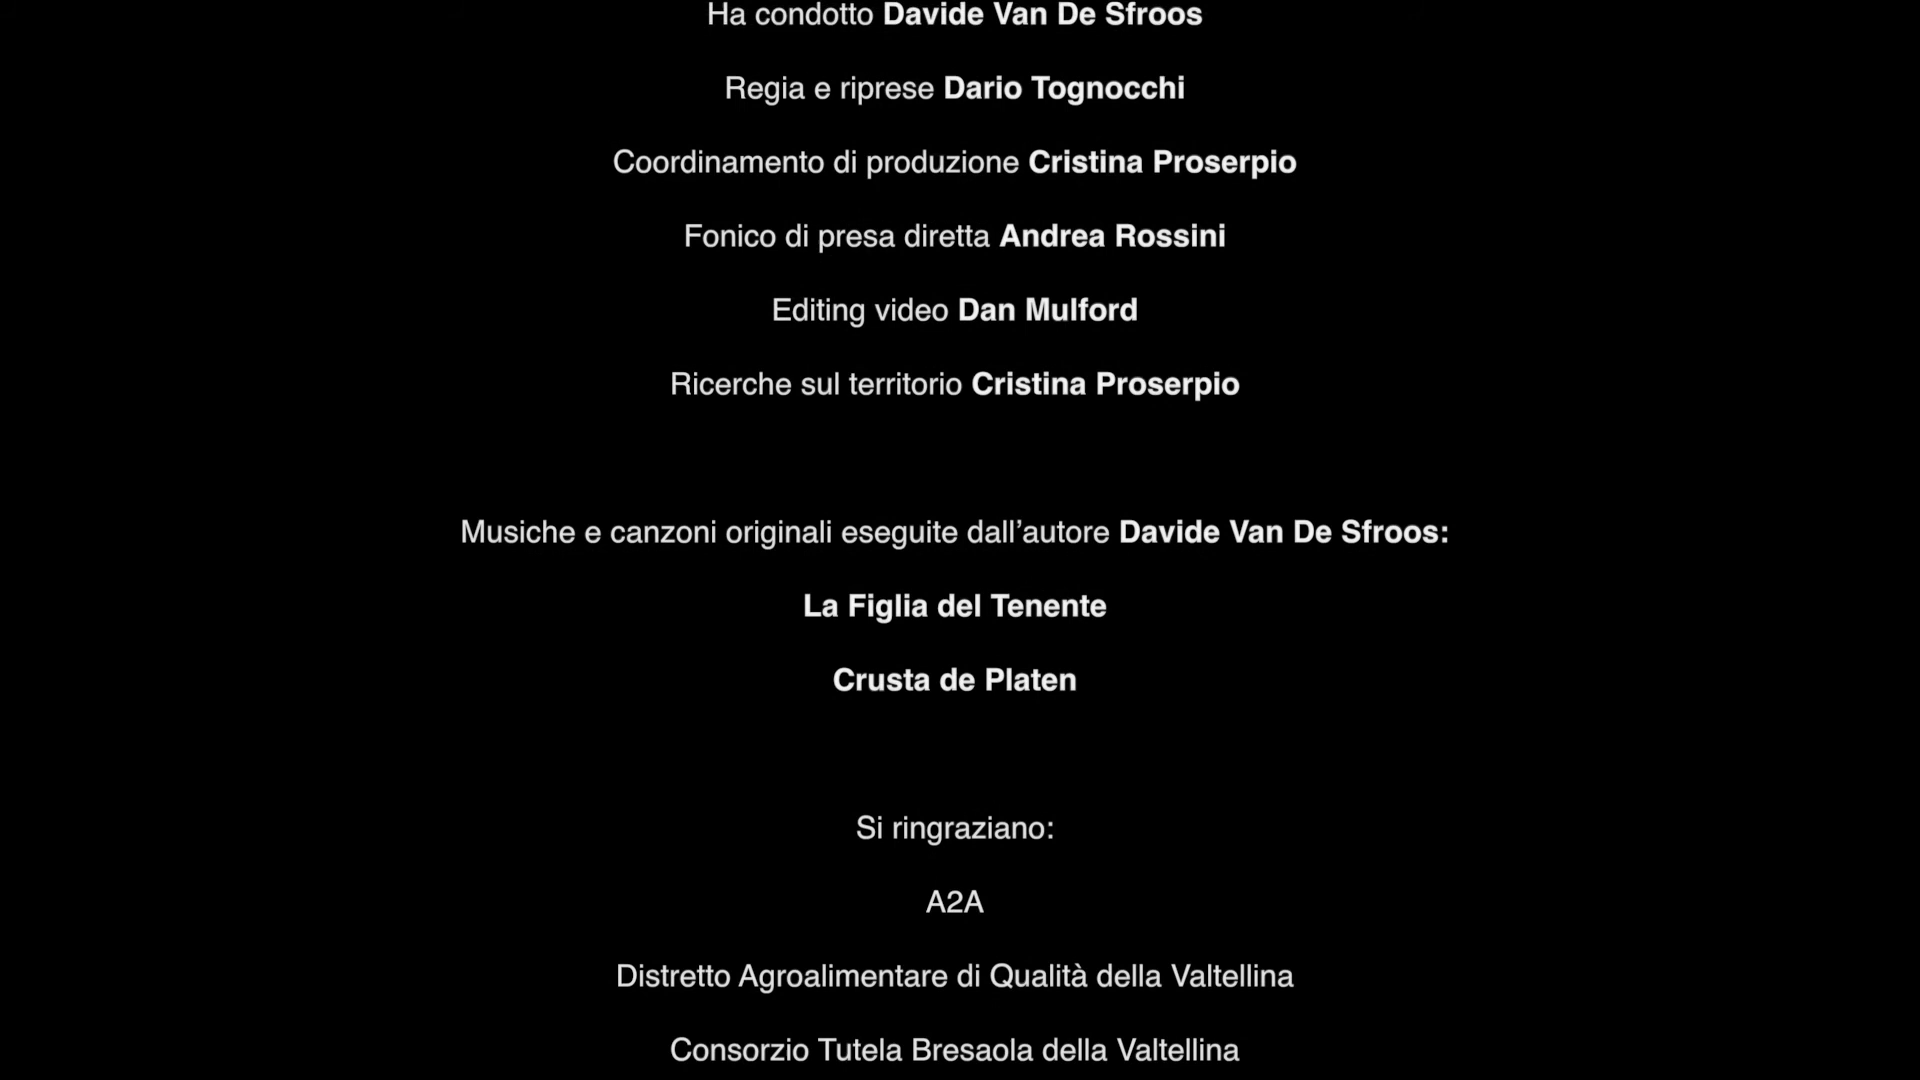 Ha condotto Davide Van De Sfroos
Regia e riprese Dario Tognocchi
Coordinamento di produzione Cristina Proserpio
Fonico di presa diretta Andrea Rossini
Editing video Dan Mulford
Ricerche sul territorio Cristina Proserpio
Musiche e canzoni originali eseguite dall’autore Davide Van De Sfroos:
La Figlia del Tenente
Crusta de Platen
Si ringraziano:
A2A
Distretto Agroalimentare di Qualità della Valtellina
Consorzio Tutela Bresaola della Valtellina